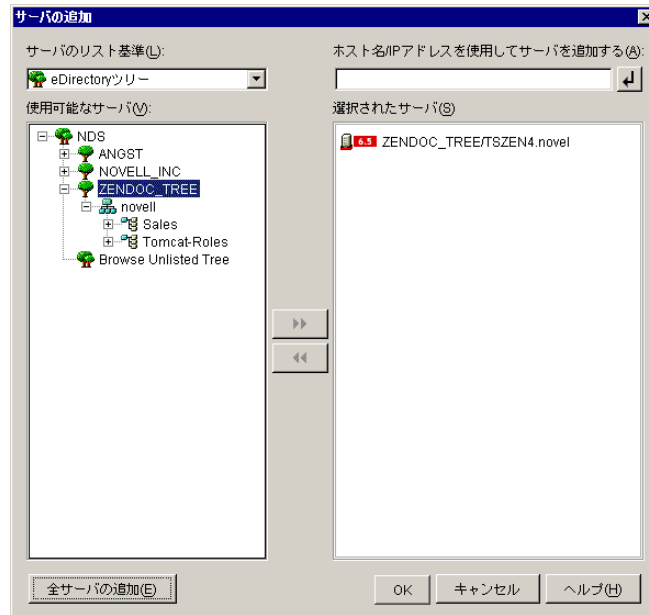 サーバの追加
サーバのリスト基準(L):
eDirectoryツリー
使用可能なサーバ(V):
NDS
ANGST
NOVELL_INC
ZENDOC_TREE
novell
Sales
Tomcat-Roles
Browse Unlisted Tree
ホスト名/IPアドレスを使用してサーバを追加する(A):
選択されたサーバ(S)
6.5 ZENDOC_TREE/TSZEN4.novel
全サーバの追加(E)
OK
キャンセル
ヘルプ(H)